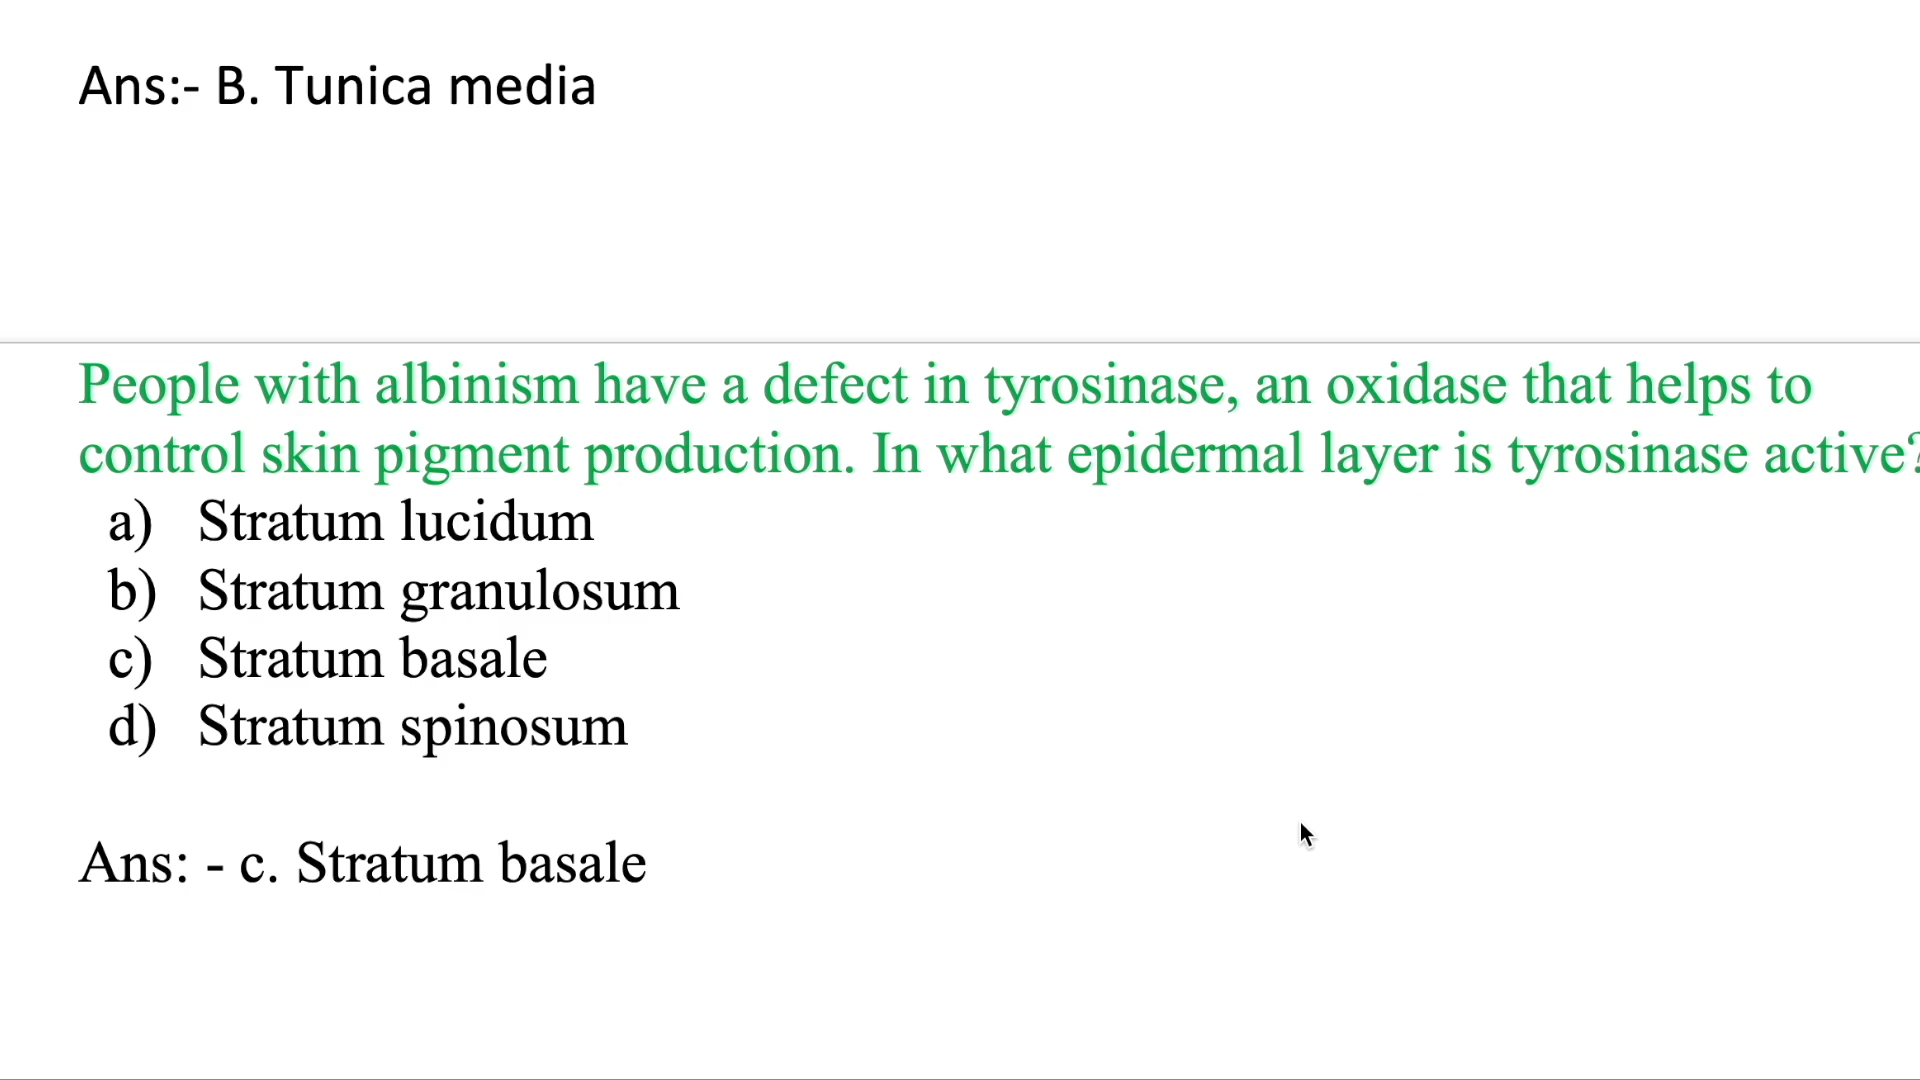 Ans:- B. Tunica media
People with albinism have a defect in tyrosinase, an oxidase that helps to
control skin pigment production. In what epidermal layer is tyrosinase active?
a) Stratum lucidum
b) Stratum granulosum
c) Stratum basale
d) Stratum spinosum
Ans: - c. Stratum basale